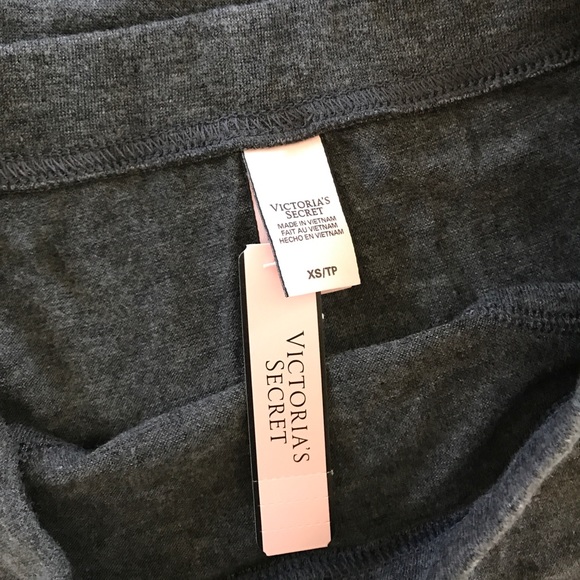 VICTORIA'S
SECRET
MADE IN VIETNAM
FAIT AU VIETNAM
HECHO EN VIETNAM
XS/TP
VICTORIA'S
SECRET